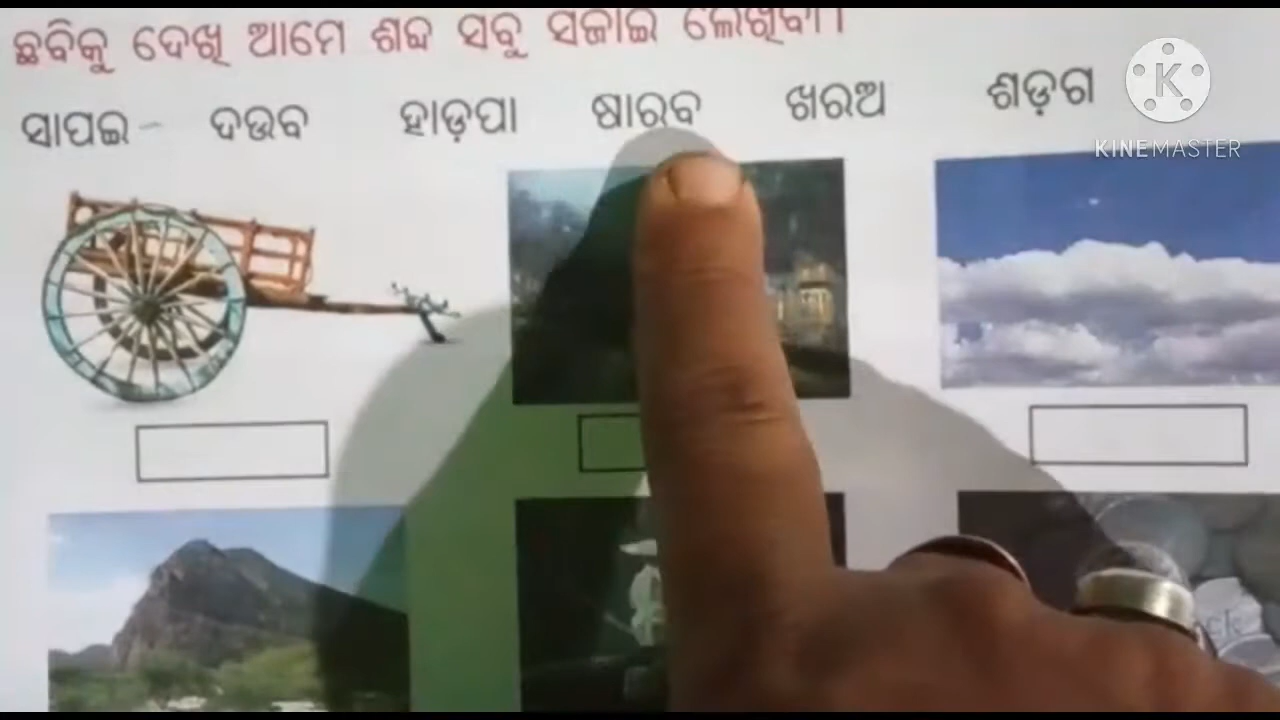 ଛବିକୁ ଦେଖି ଆମେ ଶବ୍ଦ ସବୁ ସଜାଇ ଲେଖିବା।
ସାପଇ ଦଉବ ହାଡ଼ପା ଷାରବ ଖରଅ ଶଡ଼ଗ
KINEMASTER